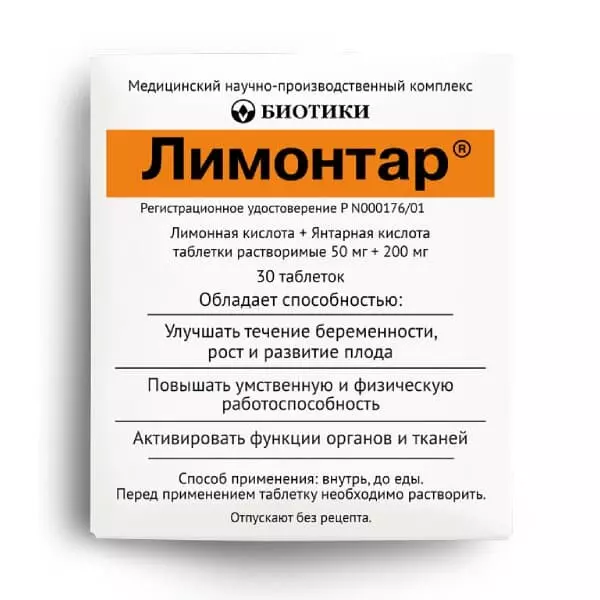 Медицинский научно-производственный комплекс
БИОТИКИ
Лимонтар®
Регистрационное удостоверение Р N000176/01
Лимонная кислота + Янтарная кислота
таблетки растворимые 50 мг + 200 мг
30 таблеток
Обладает способностью:
Улучшать течение беременности,
рост и развитие плода
Повышать умственную и физическую
работоспособность
Активировать функции органов и тканей
Способ применения: внутрь, до еды.
Перед применением таблетку необходимо растворить.
Отпускают без рецепта.